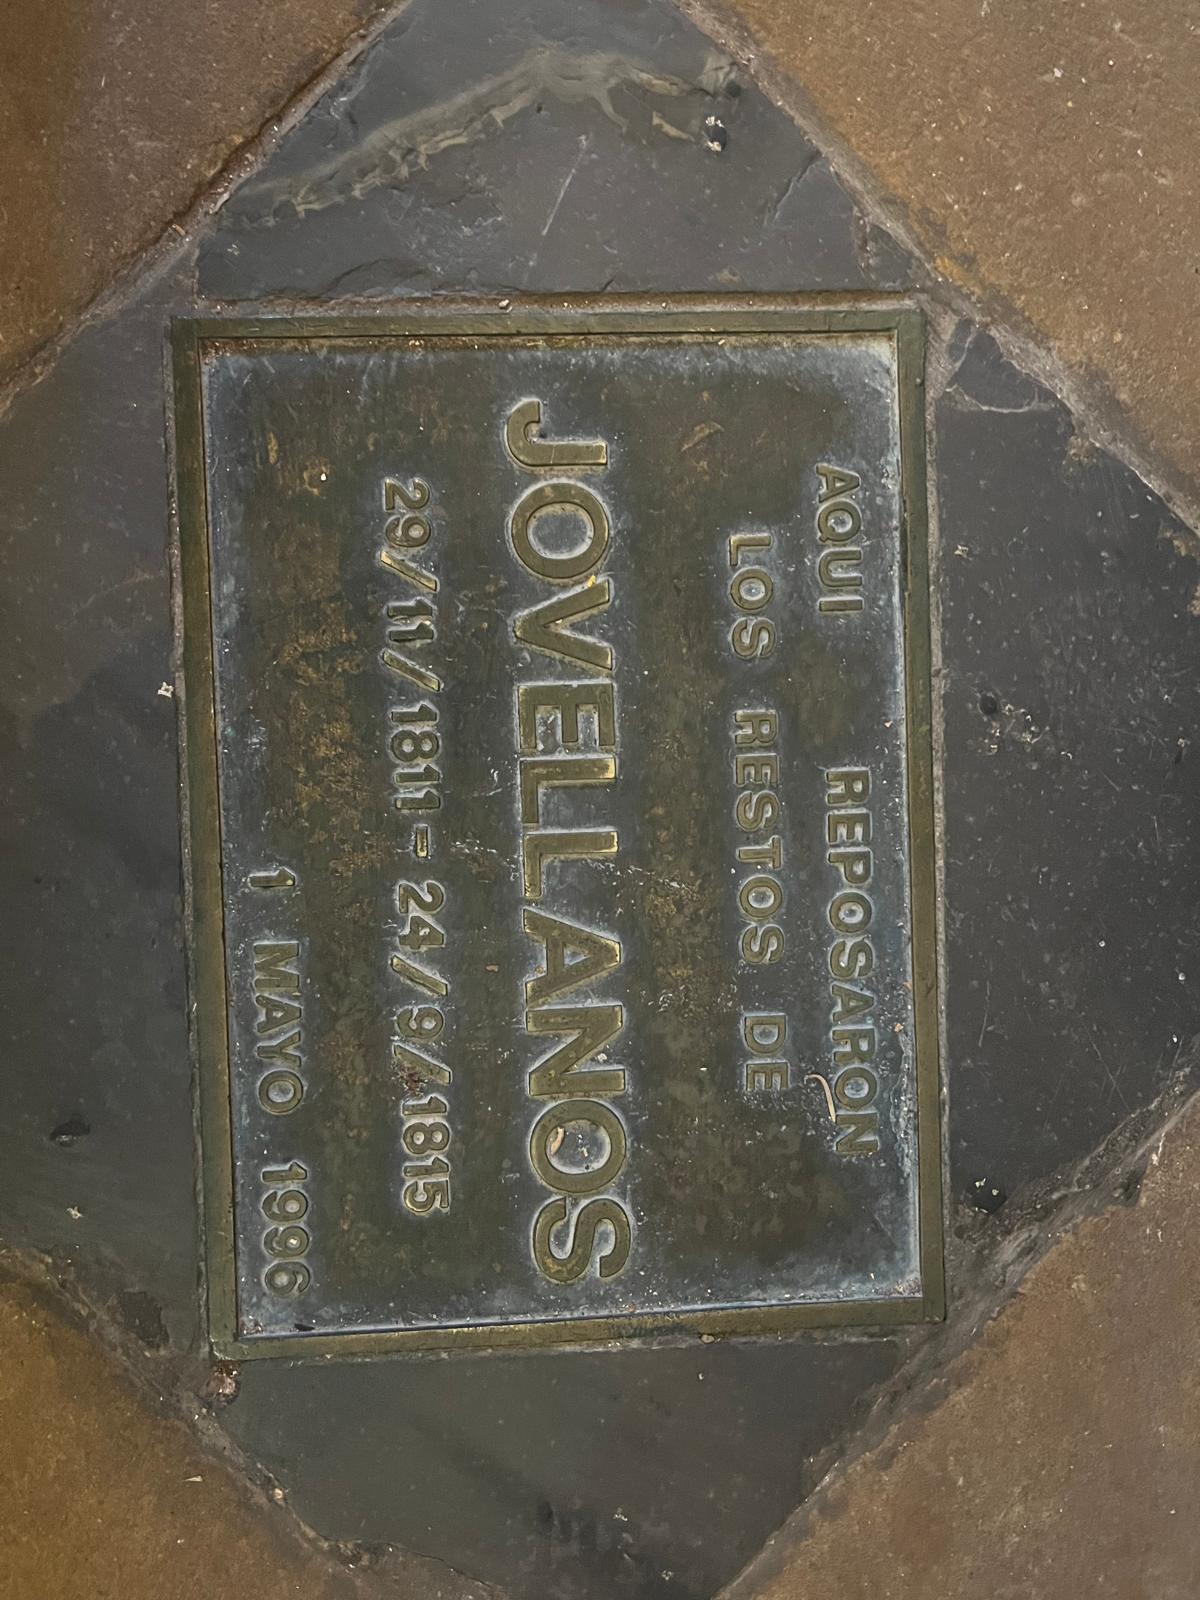 AQUI REPOSARON
LOS RESTOS DE
JOVELLANOS
29/11/1811 - 24/9/1815
1 MAYO 1996